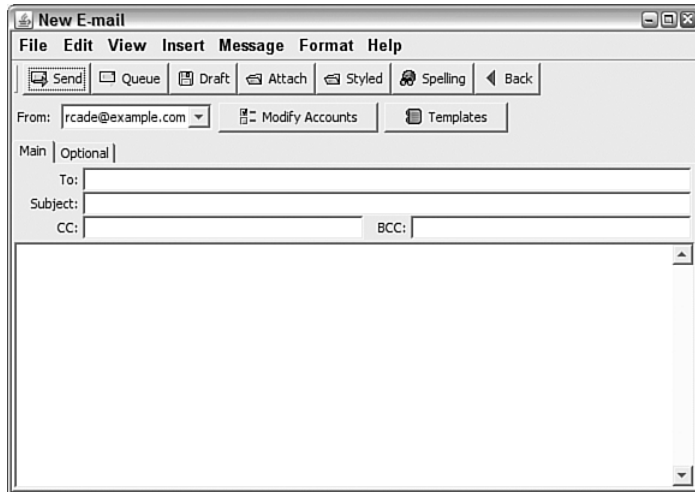 New E-mail
File Edit View Insert Message Format Help
Send Queue Draft Attach Styled Spelling Back
From: rcade@example.com Modify Accounts Templates
Main Optional
To:
Subject:
CC: BCC: